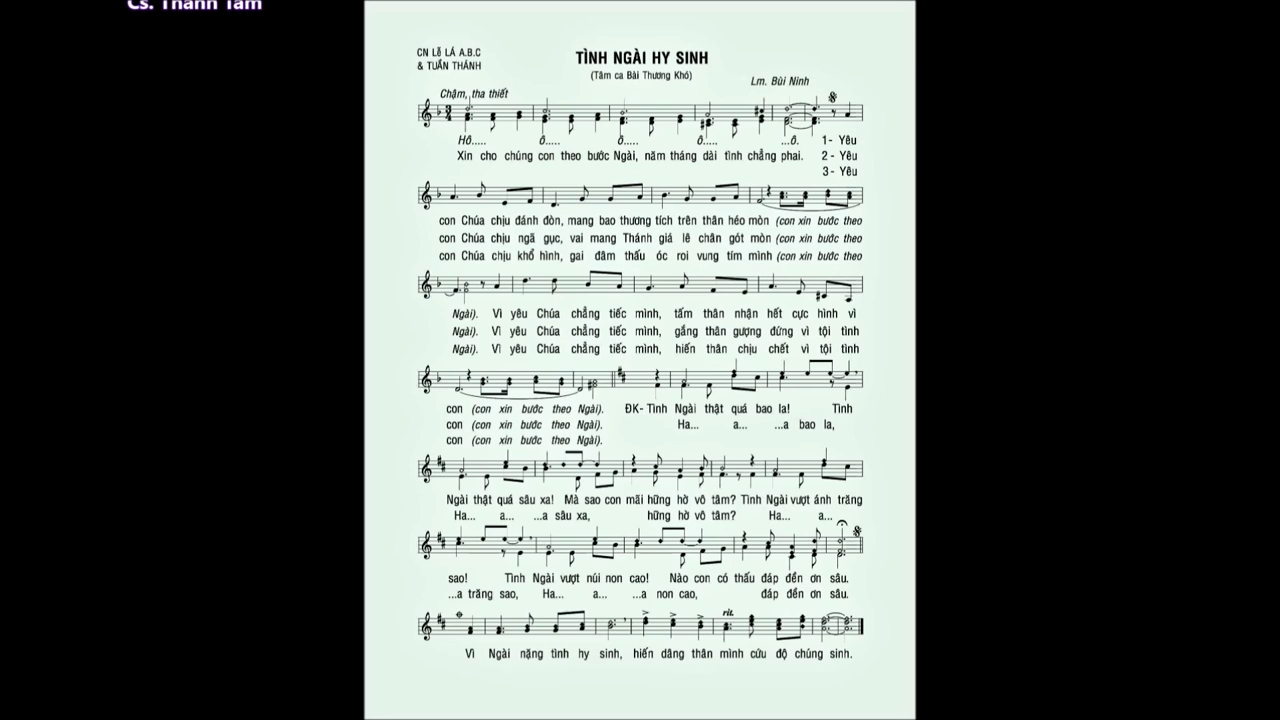 Cs. Thanh Tâm
CN Lễ LÁ A.B.C
& TUẦN THÁNH
TÌNH NGÀI HY SINH
(Tâm ca Bài Thương Khó)
Lm. Bùi Ninh
Chậm, tha thiết
Hô..... ô..... ô..... ô..... ...ô. 1- Yêu
Xin cho chúng con theo bước Ngài, năm tháng dài tình chẳng phai. 2- Yêu
3- Yêu
con Chúa chịu đánh đòn, mang bao thương tích trên thân héo mòn (con xin bước theo
con Chúa chịu ngã gục, vai mang Thánh giá lê chân gót mòn (con xin bước theo
con Chúa chịu khổ hình, gai đâm thấu óc roi vung tím mình (con xin bước theo
Ngài). Vì yêu Chúa chẳng tiếc mình, tấm thân nhận hết cực hình vì
Ngài). Vì yêu Chúa chẳng tiếc mình, gắng thân gượng đứng vì tội tình
Ngài). Vì yêu Chúa chẳng tiếc mình, hiến thân chịu chết vì tội tình
con (con xin bước theo Ngài). ĐK- Tình Ngài thật quá bao la! Tình
con (con xin bước theo Ngài). Ha... a... ...a bao la,
con (con xin bước theo Ngài).
Ngài thật quá sâu xa! Mà sao con mãi hững hờ vô tâm? Tình Ngài vượt ánh trăng
Ha... a... ...a sâu xa, hững hờ vô tâm? Ha... a...
sao! Tình Ngài vượt núi non cao! Nào con có thấu đáp đền ơn sâu.
...a trăng sao, Ha... a... ...a non cao, đáp đền ơn sâu.
rit.
Vì Ngài nặng tình hy sinh, hiến dâng thân mình cứu độ chúng sinh.